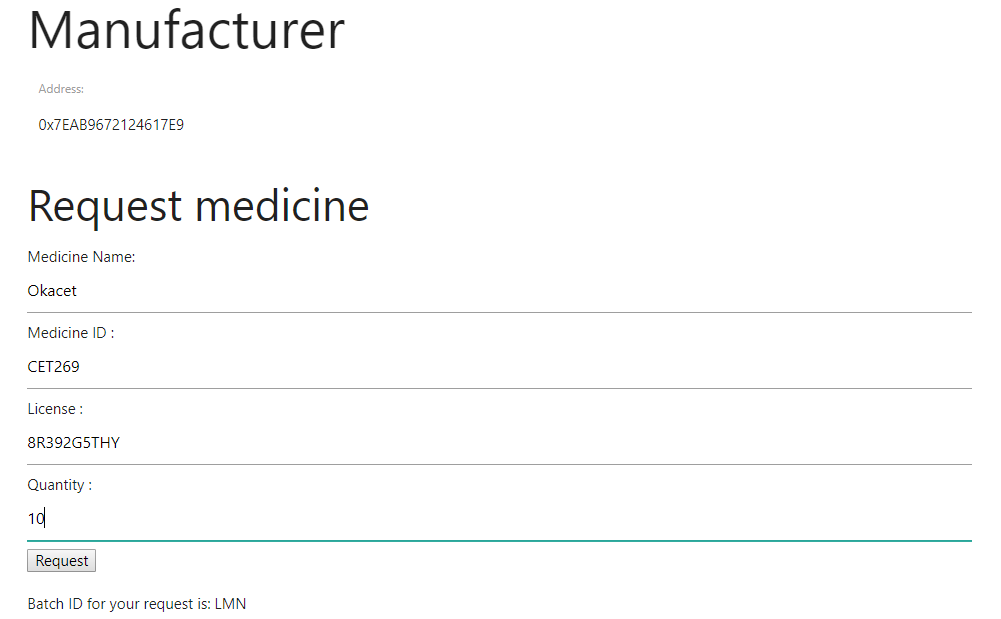 Manufacturer
Address:
0x7EAB9672124617E9
Request medicine
Medicine Name:
Okacet
Medicine ID :
CET269
License :
8R392G5THY
Quantity :
10
Request
Batch ID for your request is: LMN